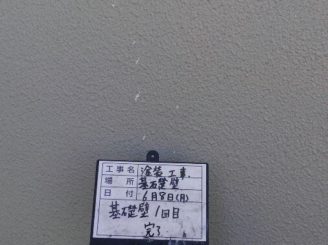 工事名 塗装工事
場所 基礎壁
日付 6月8日(月)
基礎壁 1回目
完了